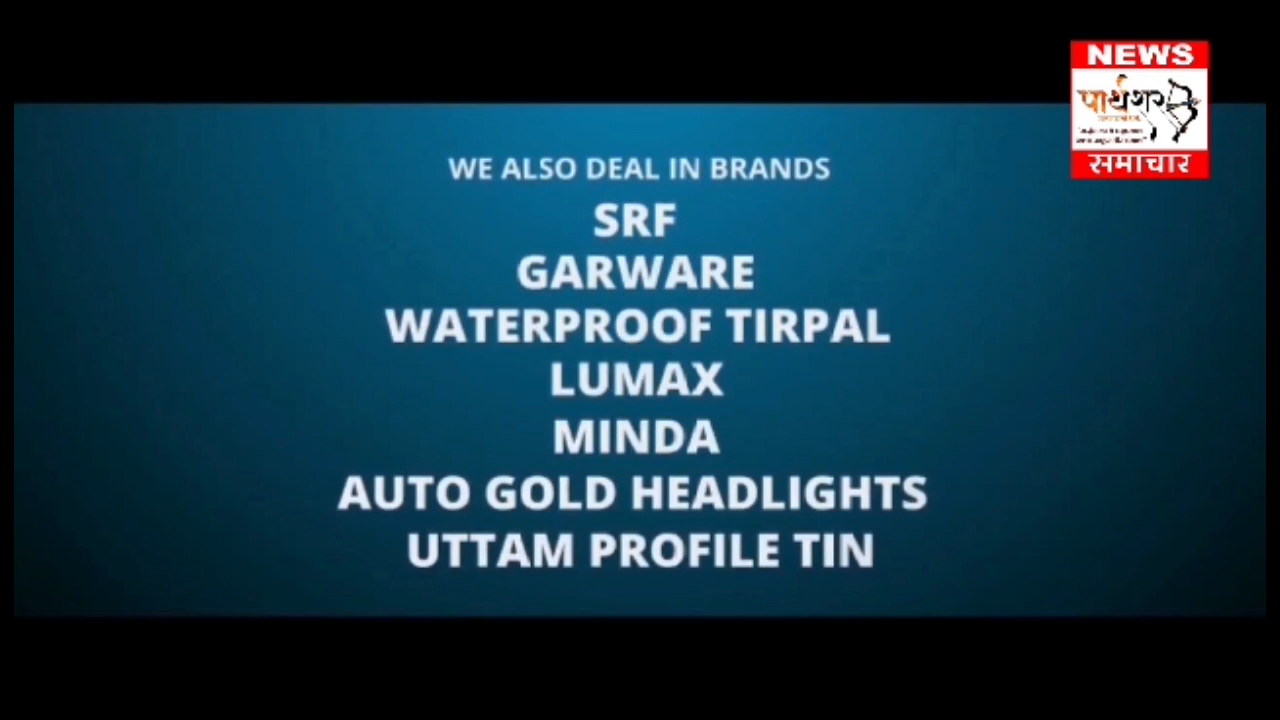 NEWS
पार्थशर
समाचार
WE ALSO DEAL IN BRANDS
SRF
GARWARE
WATERPROOF TIRPAL
LUMAX
MINDA
AUTO GOLD HEADLIGHTS
UTTAM PROFILE TIN